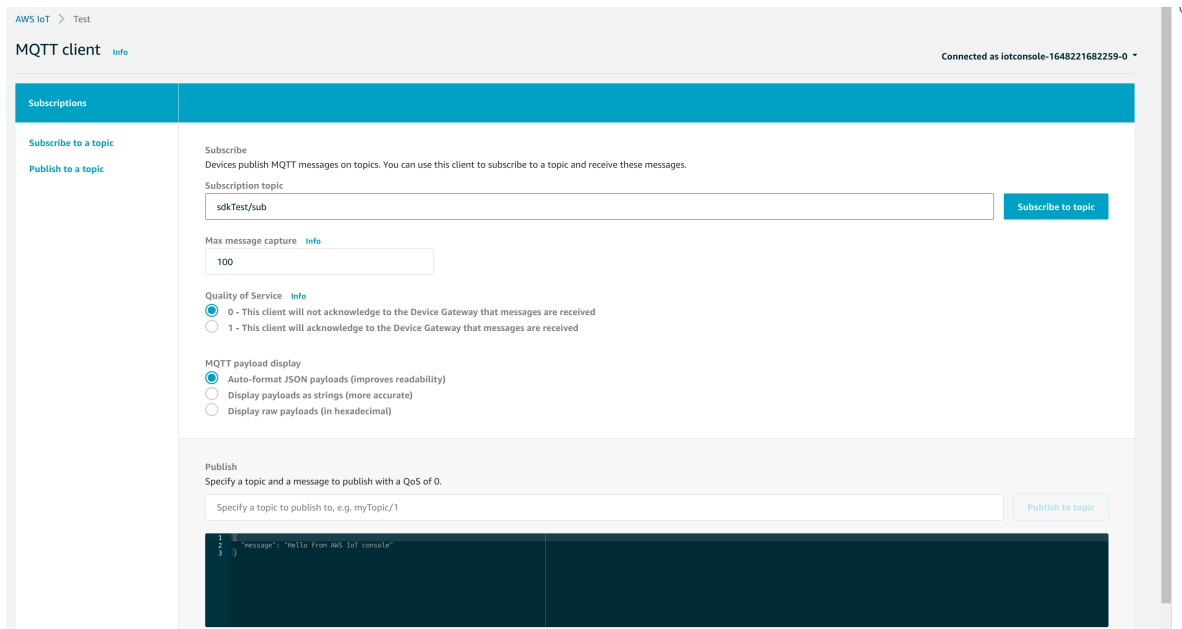 AWS IoT > Test
MQTT client Info
Connected as iotconsole-1648221682259-0
Subscriptions
Subscribe to a topic
Publish to a topic
Subscribe
Devices publish MQTT messages on topics. You can use this client to subscribe to a topic and receive these messages.
Subscription topic
sdkTest/sub
Subscribe to topic
Max message capture Info
100
Quality of Service Info
0 - This client will not acknowledge to the Device Gateway that messages are received
1 - This client will acknowledge to the Device Gateway that messages are received
MQTT payload display
Auto-format JSON payloads (improves readability)
Display payloads as strings (more accurate)
Display raw payloads (in hexadecimal)
Publish
Specify a topic and a message to publish with a QoS of 0.
Specify a topic to publish to, e.g. myTopic/1
Publish to topic
1 {
2 "message": "Hello from AWS IoT console"
3 }